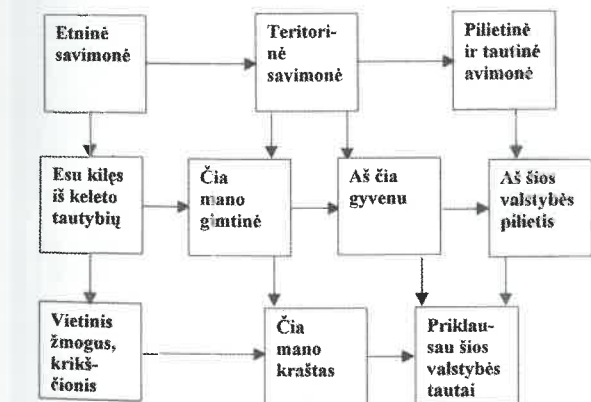 Etninė
savimonė
Teritori-
nė
savimonė
Pilietinė
ir tautinė
avimonė
Esu kilęs
iš keleto
tautybių
Čia
mano
gimtinė
Aš čia
gyvenu
Aš šios
valstybės
pilietis
Vietinis
žmogus,
krikš-
čionis
Čia
mano
kraštas
Priklau-
sau šios
valstybės
tautai